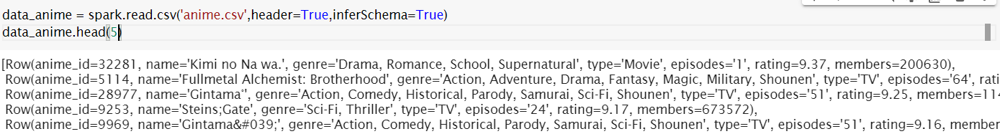 data_anime = spark.read.csv('anime.csv',header=True,inferSchema=True)
data_anime.head(5)
[Row(anime_id=32281, name='Kimi no Na wa.', genre='Drama, Romance, School, Supernatural', type='Movie', episodes='1', rating=9.37, members=200630),
Row(anime_id=5114, name='Fullmetal Alchemist: Brotherhood', genre='Action, Adventure, Drama, Fantasy, Magic, Military, Shounen', type='TV', episodes='64', rati
Row(anime_id=28977, name='Gintama°', genre='Action, Comedy, Historical, Parody, Samurai, Sci-Fi, Shounen', type='TV', episodes='51', rating=9.25, members=114
Row(anime_id=9253, name='Steins;Gate', genre='Sci-Fi, Thriller', type='TV', episodes='24', rating=9.17, members=673572),
Row(anime_id=9969, name='Gintama&#039;', genre='Action, Comedy, Historical, Parody, Samurai, Sci-Fi, Shounen', type='TV', episodes='51', rating=9.16, member